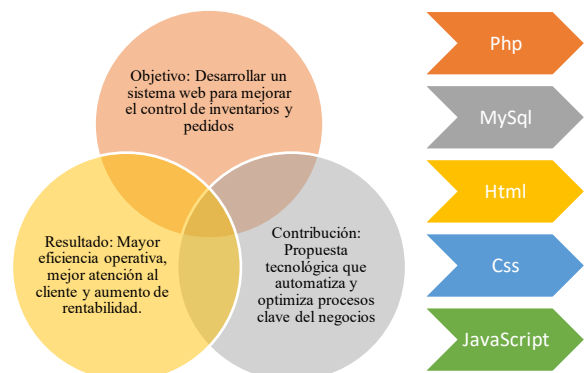 Objetivo: Desarrollar un
sistema web para mejorar
el control de inventarios y
pedidos
Resultado: Mayor
eficiencia operativa,
mejor atención al
cliente y aumento de
rentabilidad.
Contribución:
Propuesta
tecnológica que
automatiza y
optimiza procesos
clave del negocios
Php
MySql
Html
Css
JavaScript